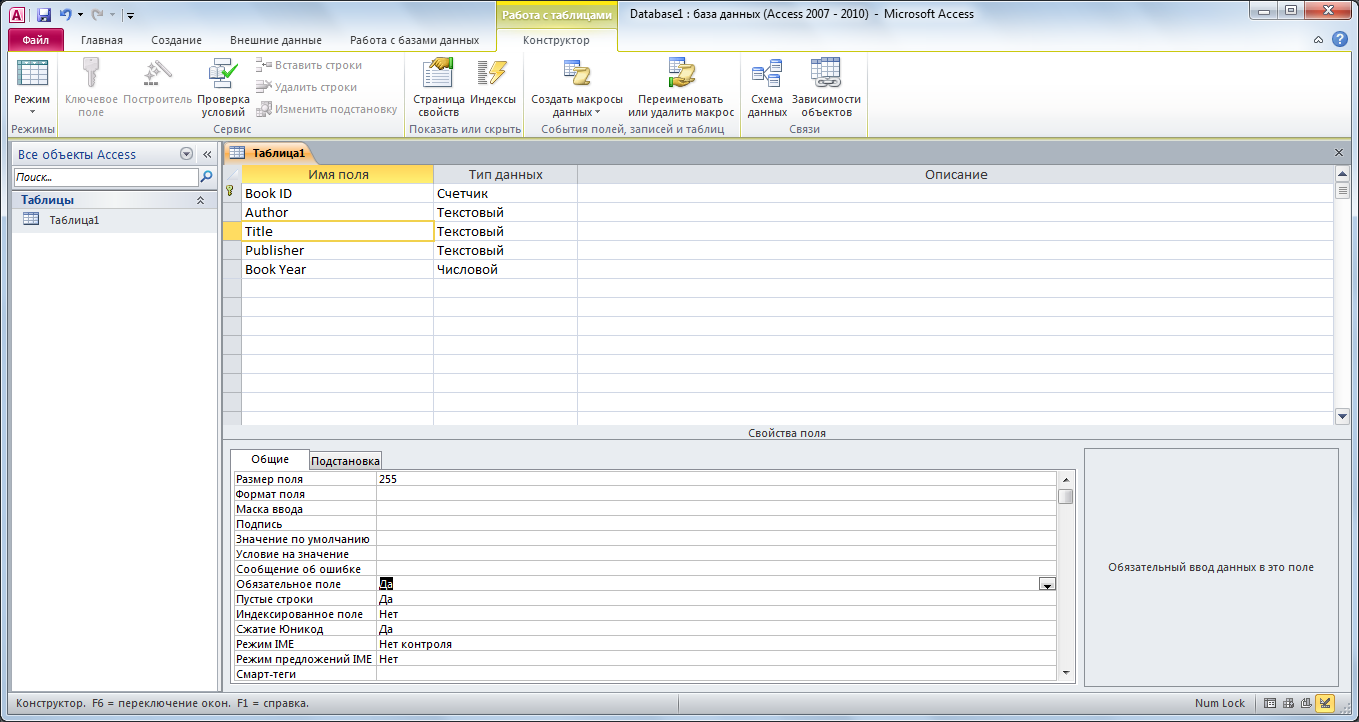 Работа с таблицами
Database1 : база данных (Access 2007 - 2010) - Microsoft Access
Файл
Главная
Создание
Внешние данные
Работа с базами данных
Конструктор
Режим
Ключевое поле
Построитель
Проверка условий
Вставить строки
Удалить строки
Изменить подстановку
Страница свойств
Индексы
Создать макросы данных
Переименовать или удалить макрос
Схема данных
Зависимости объектов
Режимы
Сервис
Показать или скрыть
События полей, записей и таблиц
Связи
Все объекты Access
Поиск...
Таблицы
Таблица1
Таблица1
Имя поля Тип данных Описание
Book ID Счетчик
Author Текстовый
Title Текстовый
Publisher Текстовый
Book Year Числовой
Свойства поля
Общие Подстановка
Размер поля 255
Формат поля
Маска ввода
Подпись
Значение по умолчанию
Условие на значение
Сообщение об ошибке
Обязательное поле Да
Пустые строки Да
Индексированное поле Нет
Сжатие Юникод Да
Режим IME Нет контроля
Режим предложений IME Нет
Смарт-теги
Обязательный ввод данных в это поле
Конструктор. F6 = переключение окон. F1 = справка.
Num Lock